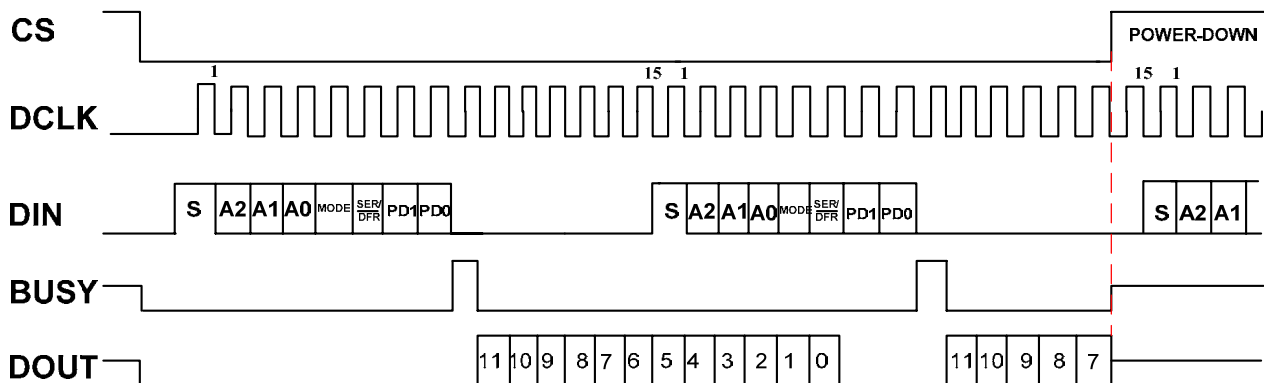 CS
POWER-DOWN
1 15 1 15 1
DCLK
DIN S A2 A1 A0 MODE SER/DFR PD1 PD0 S A2 A1 A0 MODE SER/DFR PD1 PD0 S A2 A1
BUSY
DOUT 11 10 9 8 7 6 5 4 3 2 1 0 11 10 9 8 7